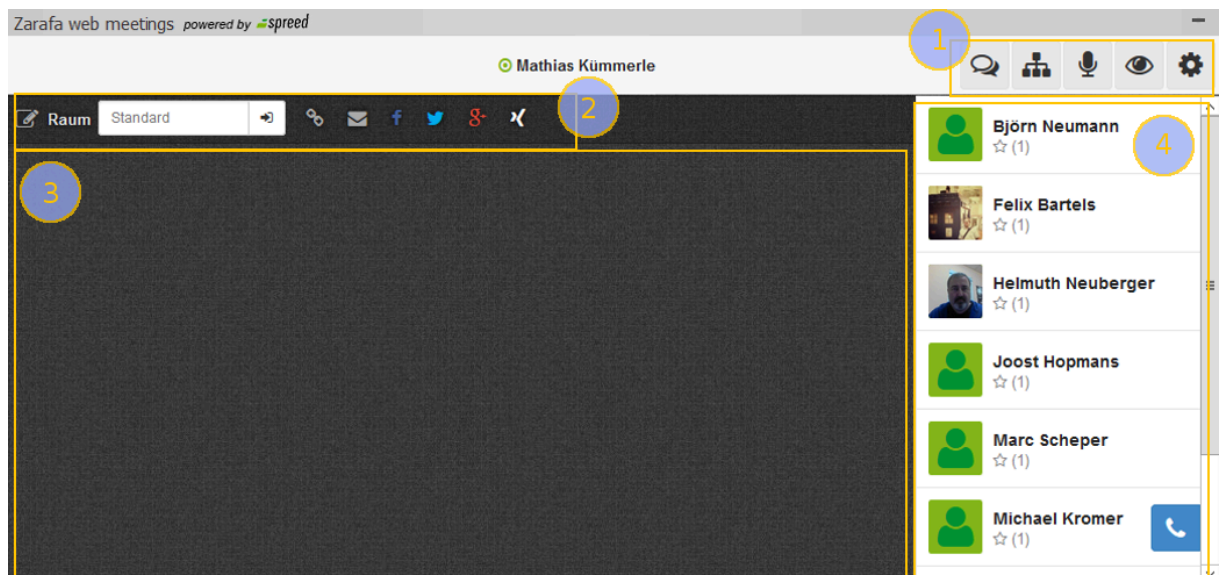 Zarafa web meetings powered by spreed
1
Mathias Kümmerle
Raum Standard
2
3
4
Björn Neumann
(1)
Felix Bartels
(1)
Helmuth Neuberger
(1)
Joost Hopmans
(1)
Marc Scheper
(1)
Michael Kromer
(1)